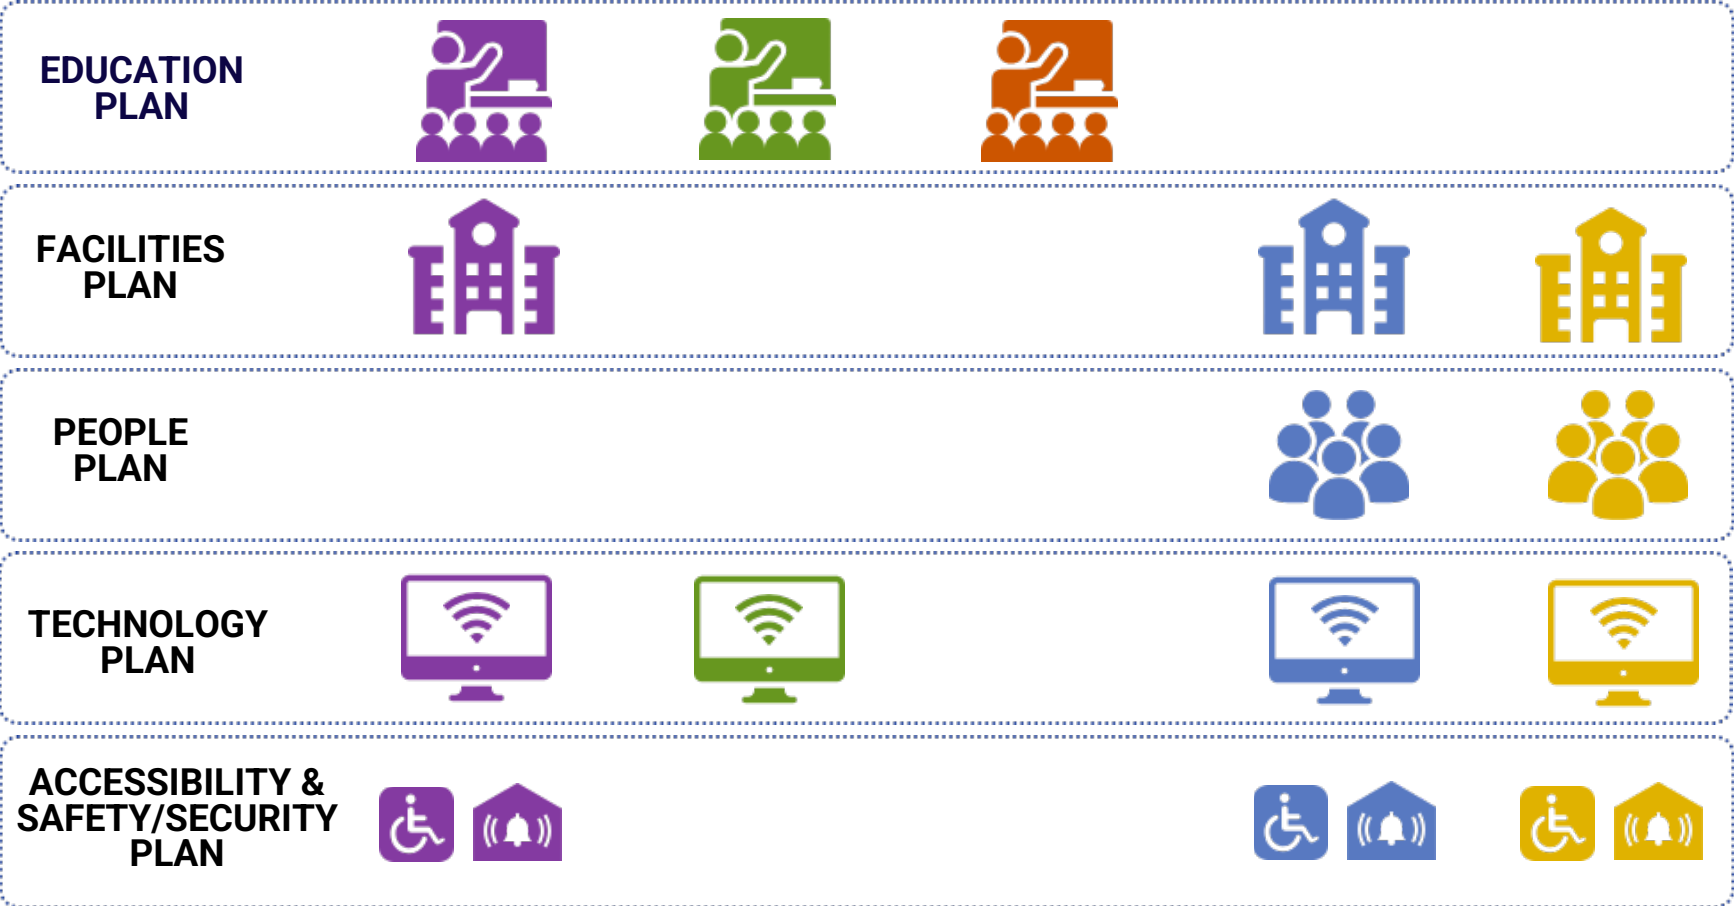 EDUCATION
PLAN
FACILITIES
PLAN
PEOPLE
PLAN
TECHNOLOGY
PLAN
ACCESSIBILITY &
SAFETY/SECURITY
PLAN